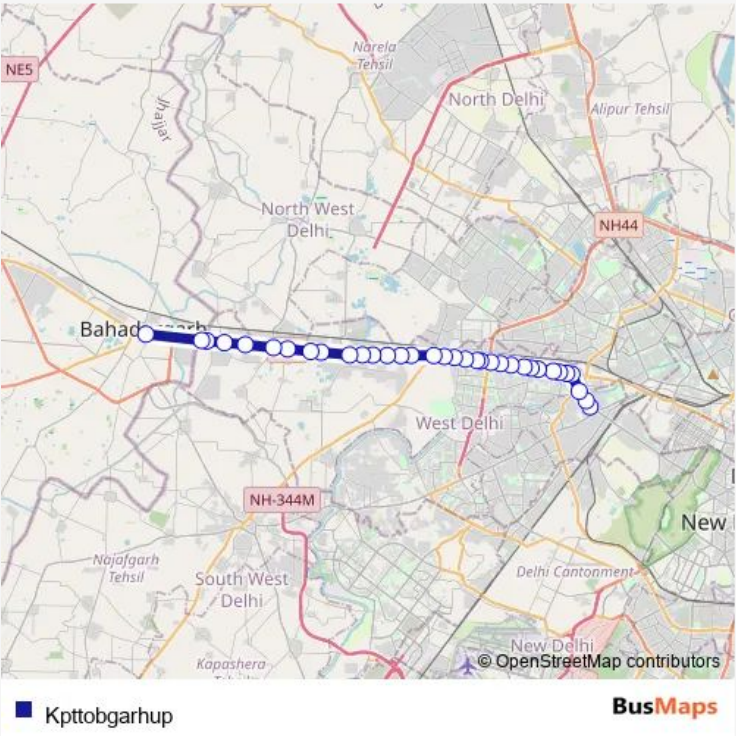 Narela
Tehsil
NE5
North Delhi
Alipur Tehsil
Jhajjar
North West
Delhi
NH44
West Delhi
NH-344M
New
Najafgarh
Tehsil
South West
Delhi
Delhi Cantonment
New Delhi
Kapashera
© OpenStreetMap contributors
Kpttobgarhup
BusMaps